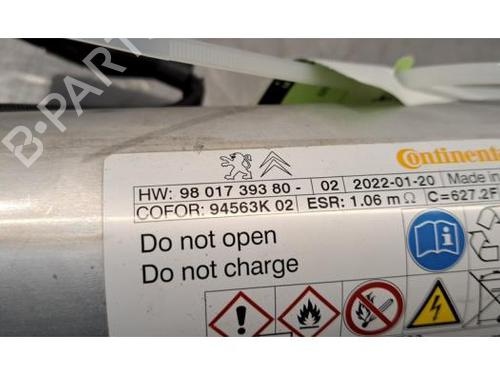 B-PARTS
Continental
HW: 98 017 393 80 - 02 2022-01-20 Made in
COFOR: 94563K 02 ESR: 1.06 mΩ C=627.2F
Do not open
Do not charge